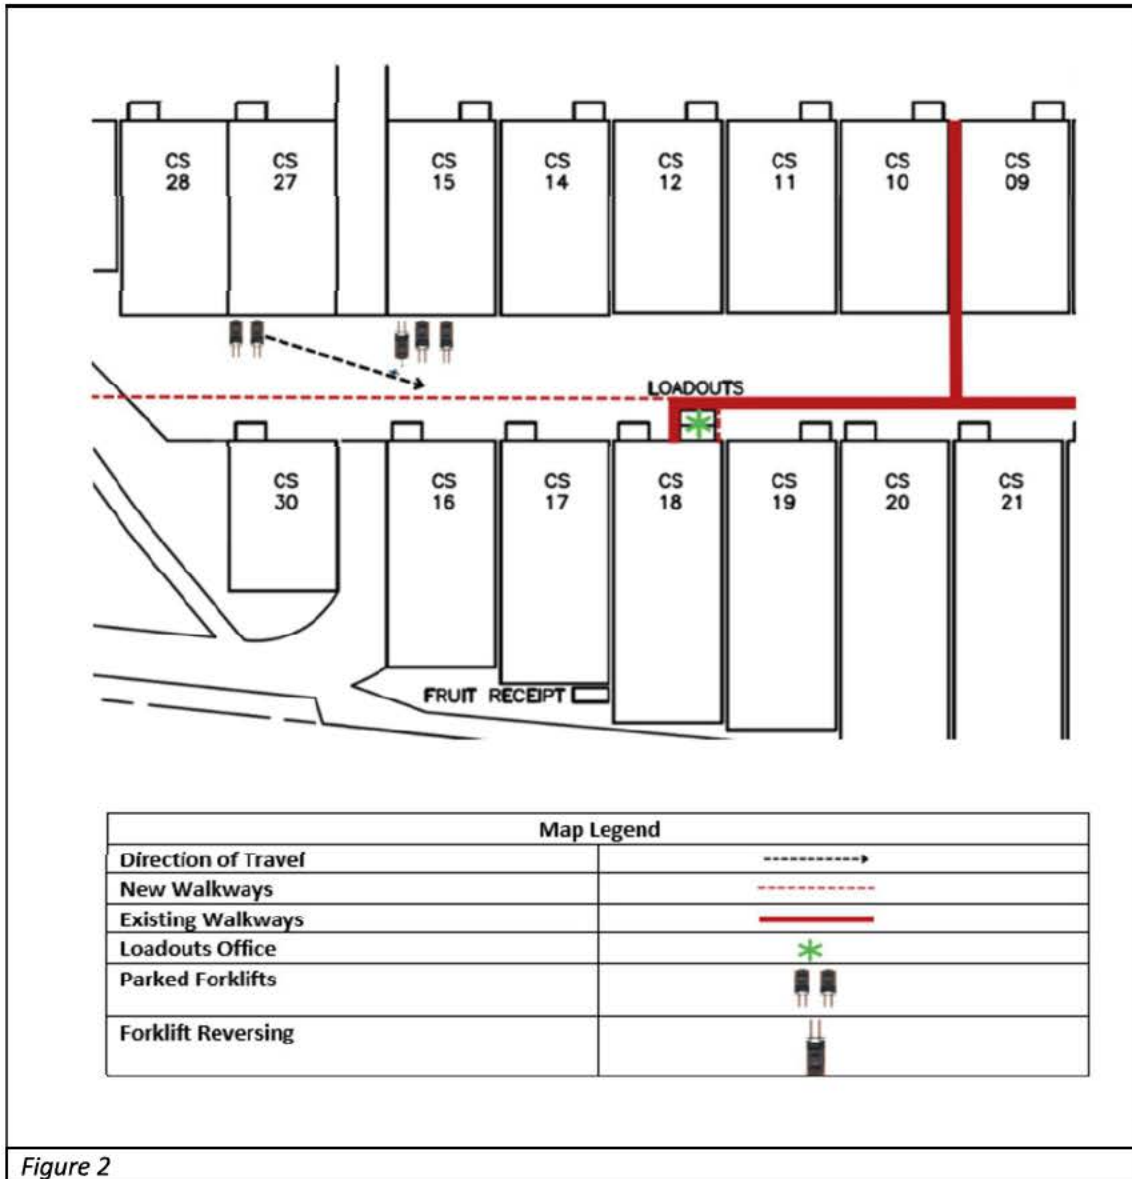 CS
28
CS
27
CS
15
CS
14
CS
12
CS
11
CS
10
CS
09
LOADOUTS
CS
30
CS
16
CS
17
CS
18
CS
19
CS
20
CS
21
FRUIT RECEIPT
Map Legend
Direction of Travel
New Walkways
Existing Walkways
Loadouts Office
Parked Forklifts
Forklift Reversing
Figure 2